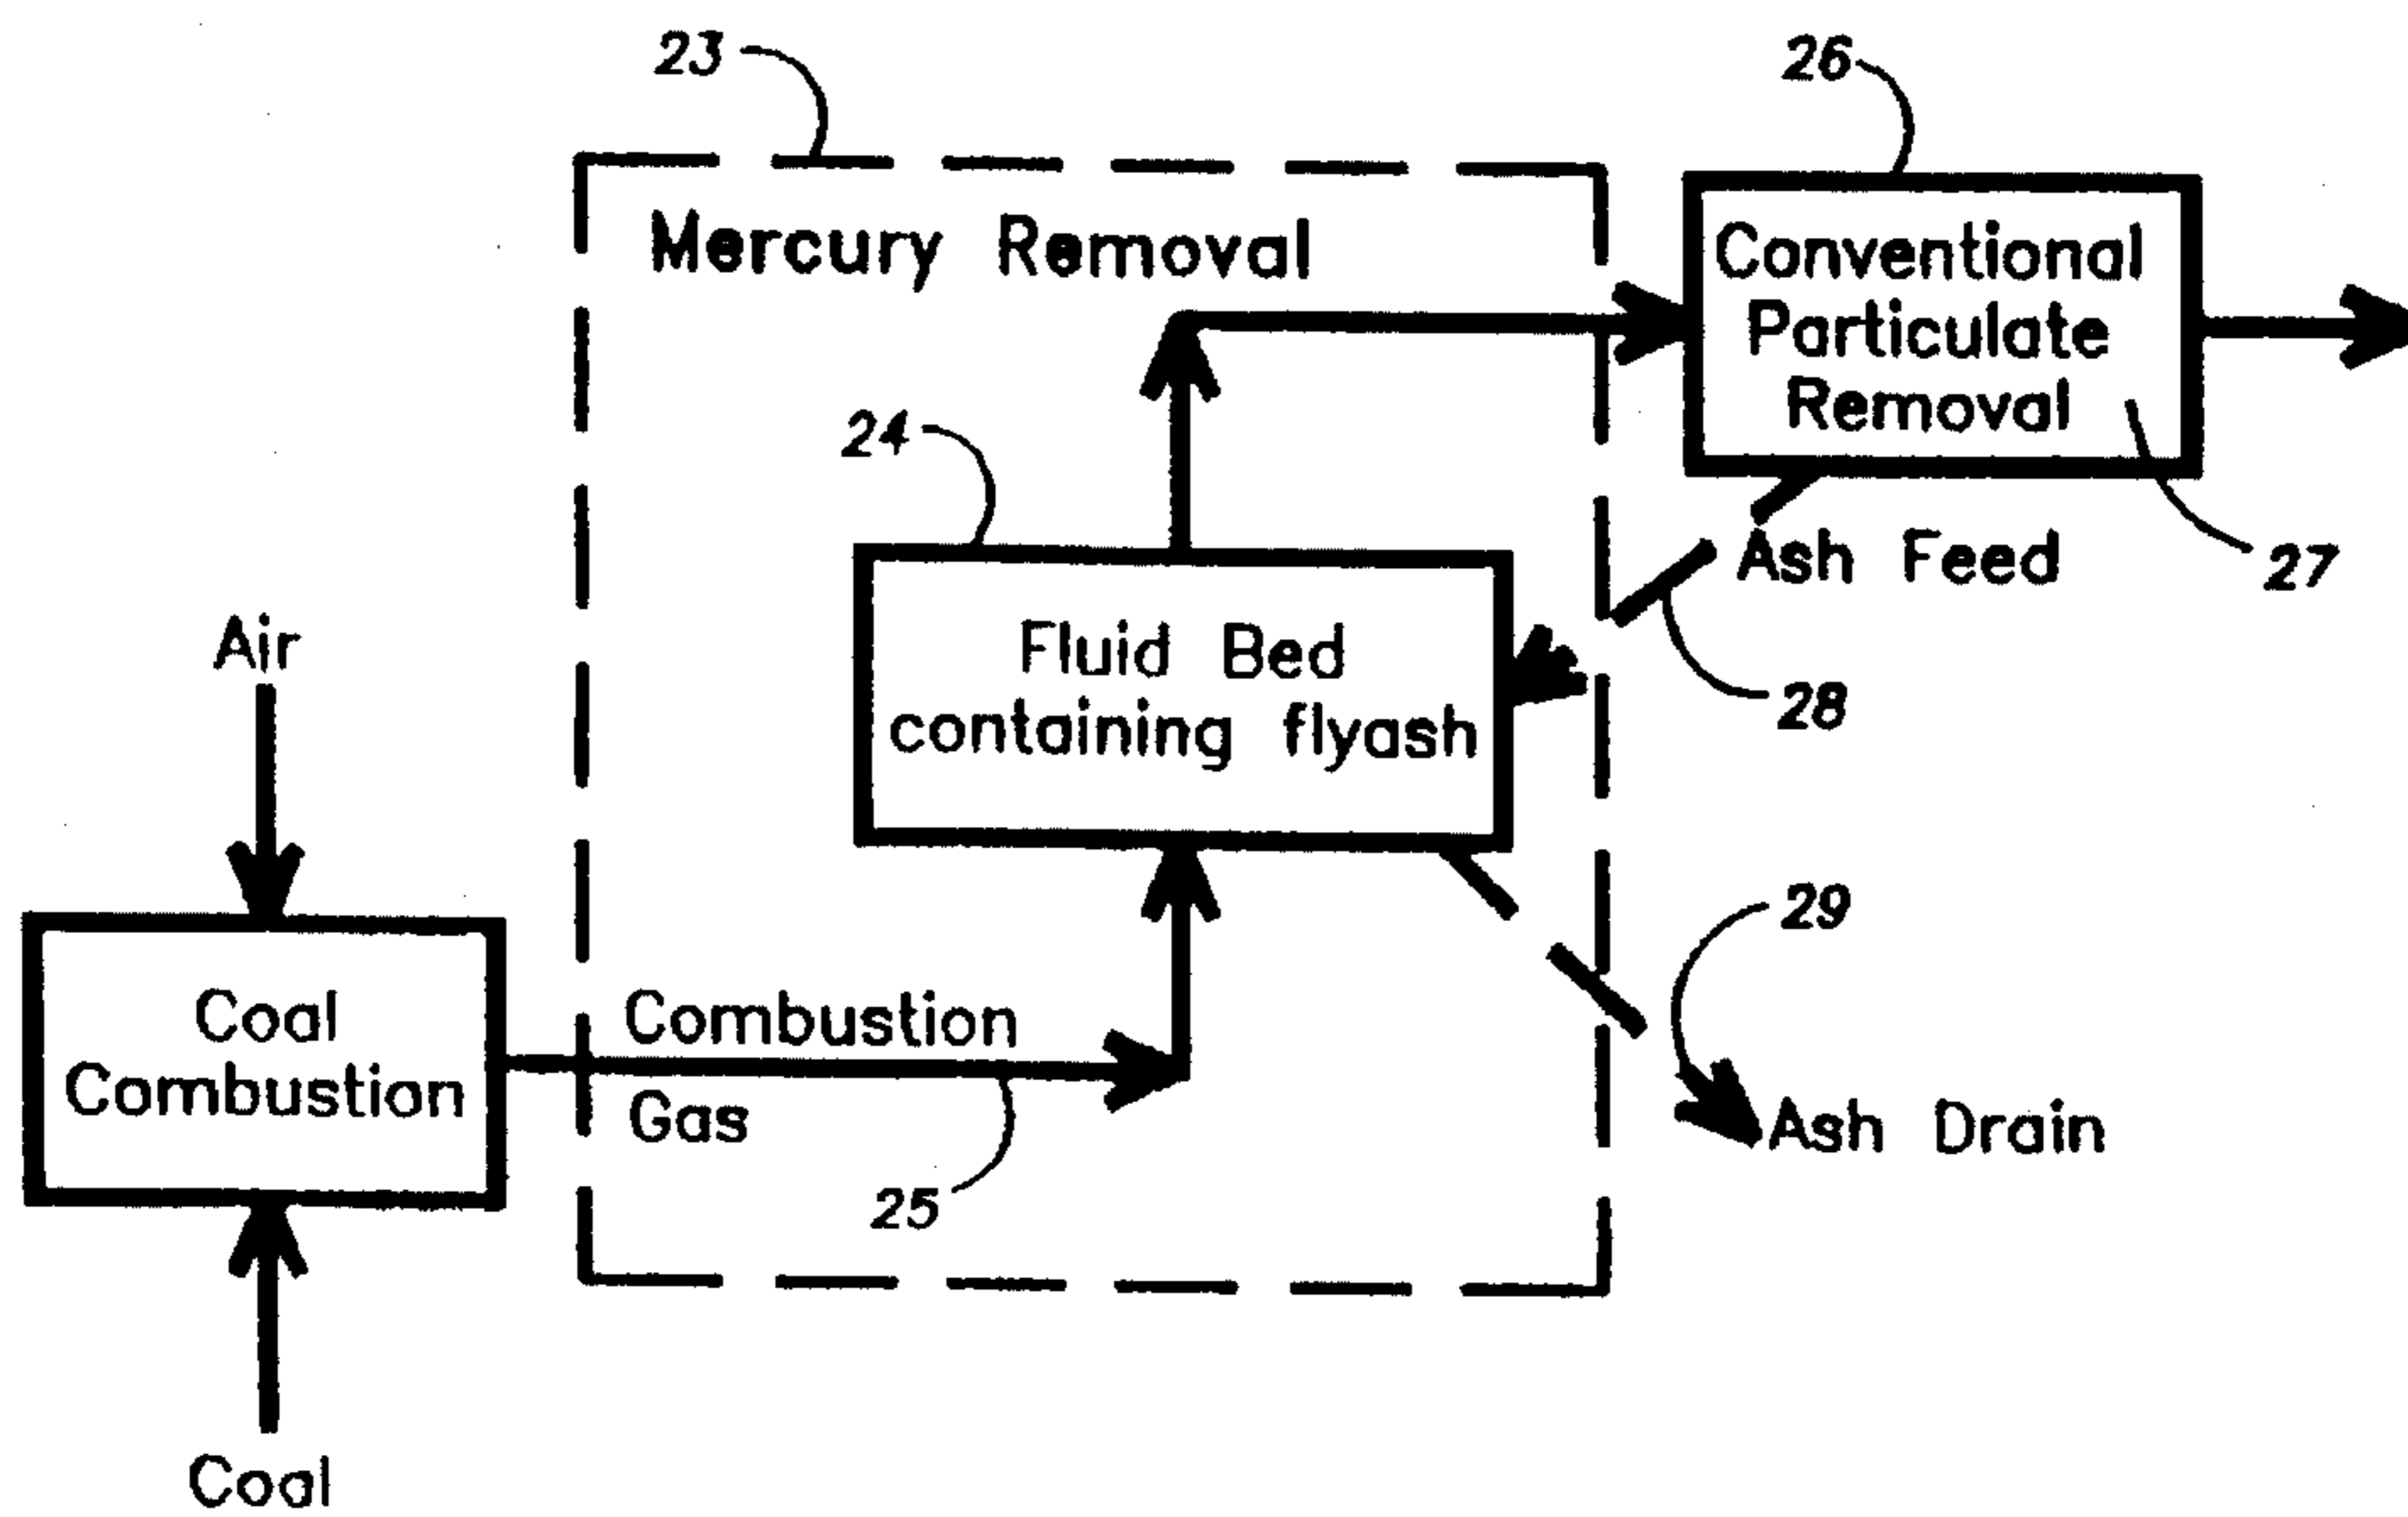 23
26
Mercury Removal
Conventional
Particulate
Removal
24
Ash Feed
27
Air
Fluid Bed
containing flyash
28
29
Coal
Combustion
Combustion
Gas
Ash Drain
25
Coal